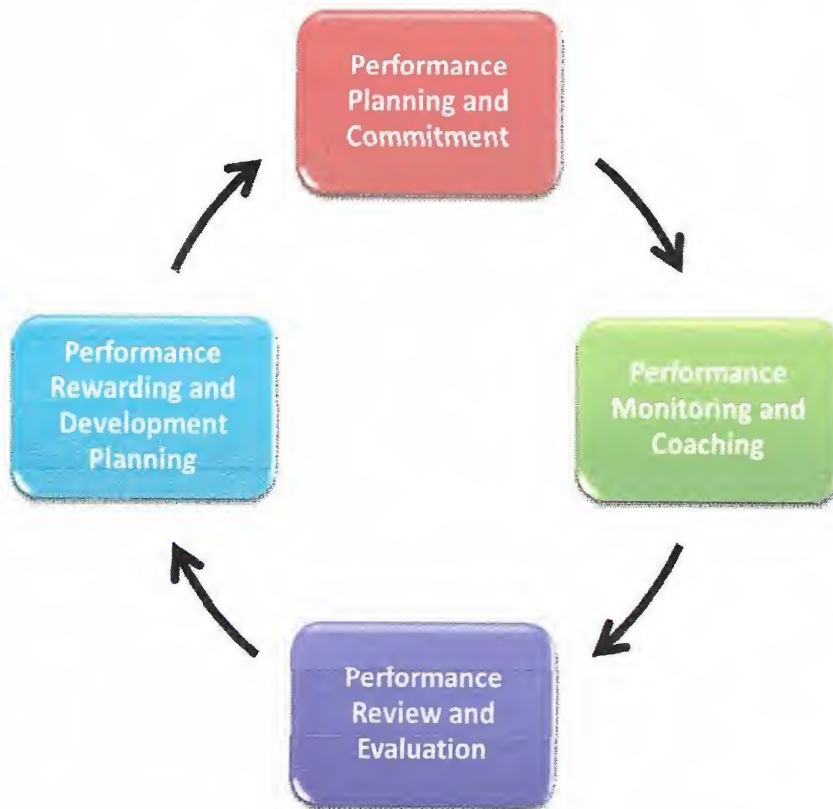 Performance
Planning and
Commitment
Performance
Monitoring and
Coaching
Performance
Review and
Evaluation
Performance
Rewarding and
Development
Planning